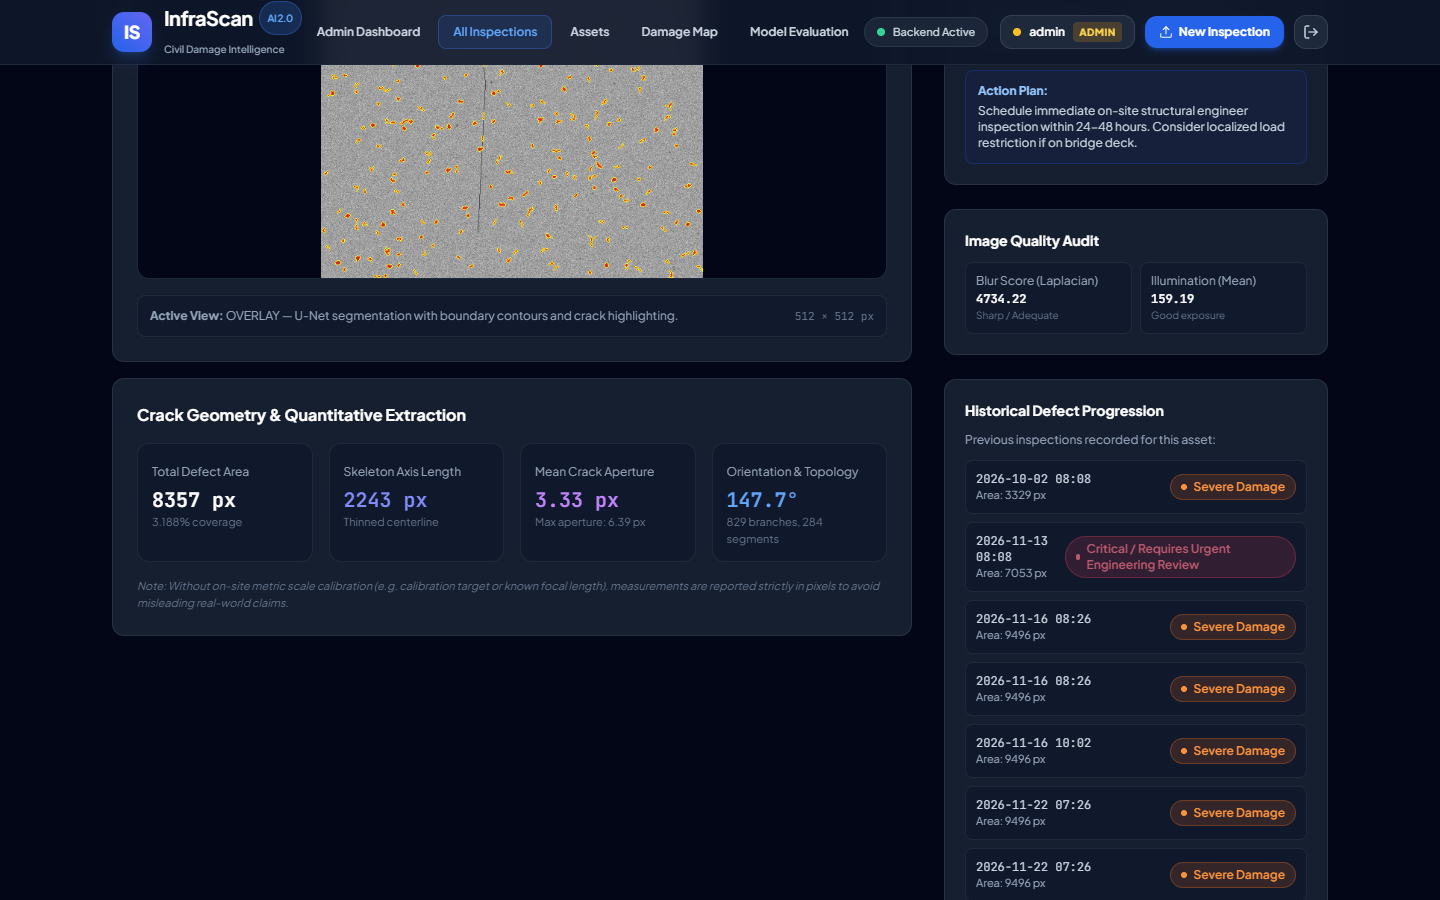 IS
InfraScan
AI 2.0
Civil Damage Intelligence
Admin Dashboard
All Inspections
Assets
Damage Map
Model Evaluation
Backend Active
admin
ADMIN
New Inspection
Active View: OVERLAY — U-Net segmentation with boundary contours and crack highlighting.
512 × 512 px
Crack Geometry & Quantitative Extraction
Total Defect Area
8357 px
3.188% coverage
Skeleton Axis Length
2243 px
Thinned centerline
Mean Crack Aperture
3.33 px
Max aperture: 6.39 px
Orientation & Topology
147.7°
829 branches, 284
segments
Note: Without on-site metric scale calibration (e.g. calibration target or known focal length), measurements are reported strictly in pixels to avoid
misleading real-world claims.
Action Plan:
Schedule immediate on-site structural engineer
inspection within 24–48 hours. Consider localized load
restriction if on bridge deck.
Image Quality Audit
Blur Score (Laplacian)
4734.22
Sharp / Adequate
Illumination (Mean)
159.19
Good exposure
Historical Defect Progression
Previous inspections recorded for this asset:
2026-10-02 08:08
Area: 3329 px
Severe Damage
2026-11-13
08:08
Area: 7053 px
Critical / Requires Urgent
Engineering Review
2026-11-16 08:26
Area: 9496 px
Severe Damage
2026-11-16 08:26
Area: 9496 px
Severe Damage
2026-11-16 10:02
Area: 9496 px
Severe Damage
2026-11-22 07:26
Area: 9496 px
Severe Damage
2026-11-22 07:26
Area: 9496 px
Severe Damage